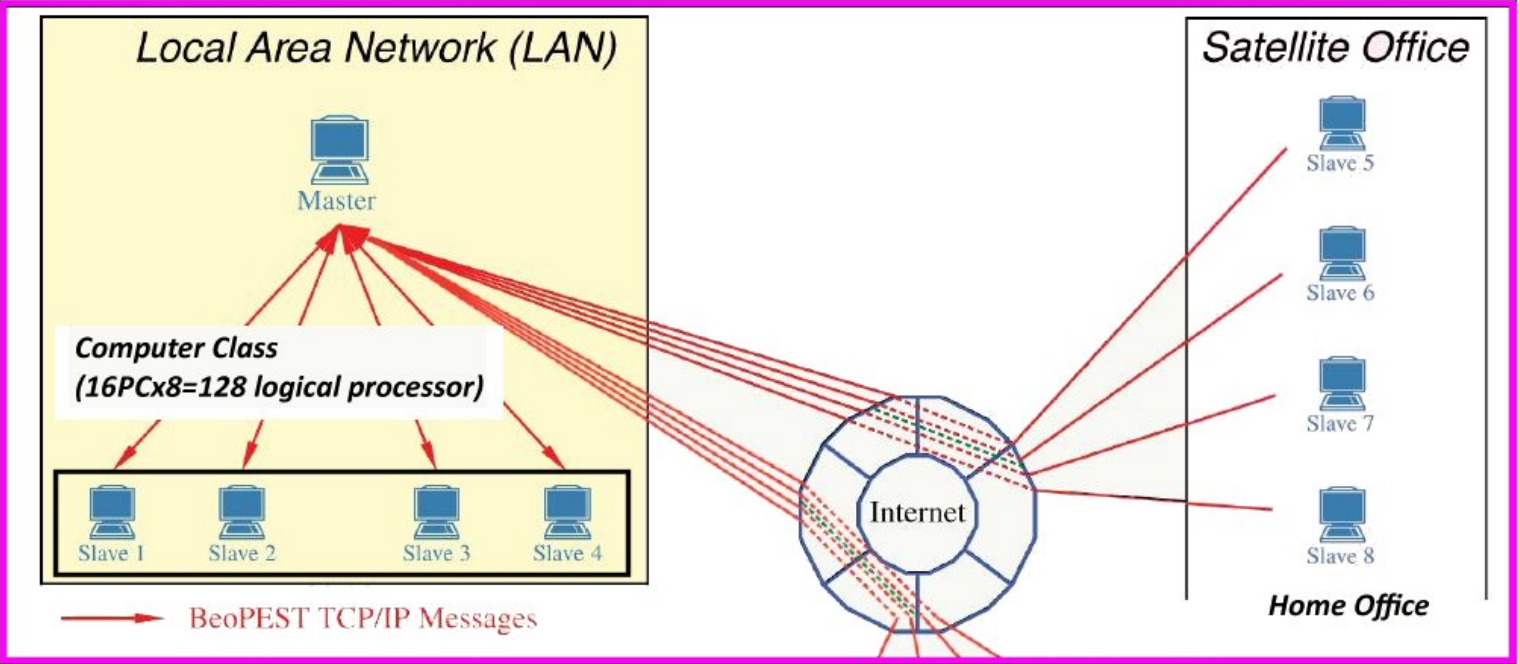 Local Area Network (LAN)
Satellite Office
Master
Slave 5
Slave 6
Computer Class
(16PCx8=128 logical processor)
Slave 7
Internet
Slave 1
Slave 2
Slave 3
Slave 4
Slave 8
Home Office
BeoPEST TCP/IP Messages